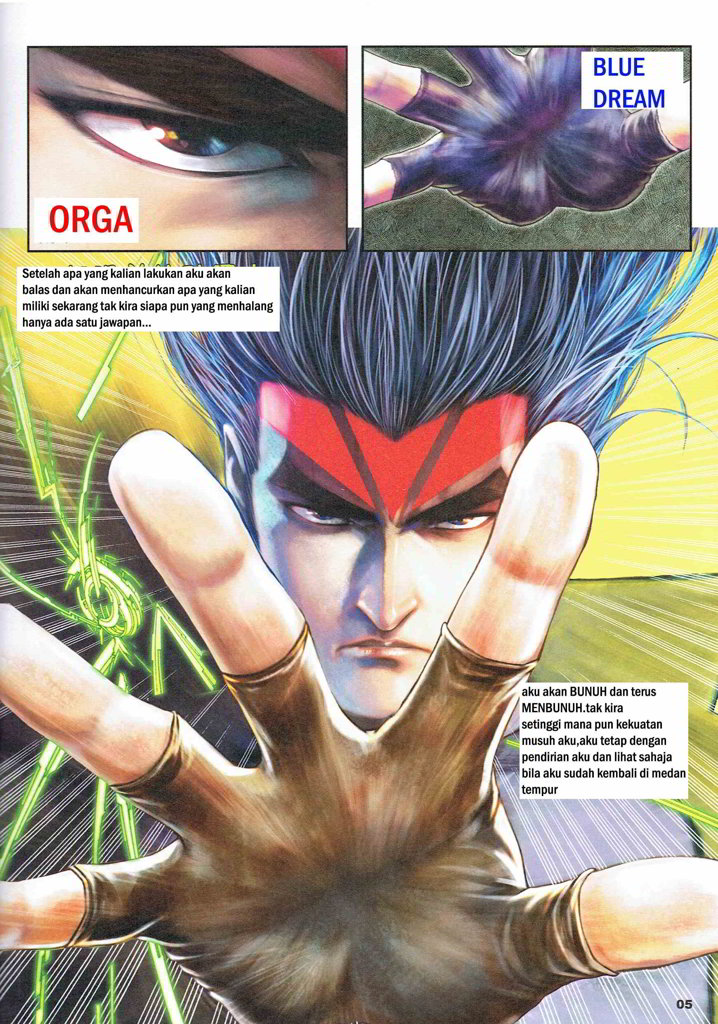 BLUE
DREAM
ORGA
Setelah apa yang kalian lakukan aku akan
balas dan akan menhancurkan apa yang kalian
miliki sekarang tak kira siapa pun yang menhalang
hanya ada satu jawapan...
aku akan BUNUH dan terus
MENBUNUH.tak kira
setinggi mana pun kekuatan
musuh aku,aku tetap dengan
pendirian aku dan lihat sahaja
bila aku sudah kembali di medan
tempur
05